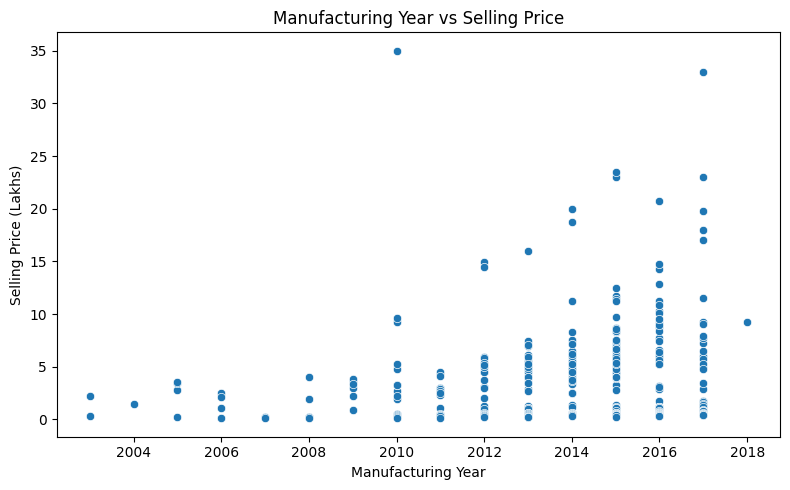 Manufacturing Year vs Selling Price
35
30
25
20
15
10
5
0
Selling Price (Lakhs)
2004 2006 2008 2010 2012 2014 2016 2018
Manufacturing Year